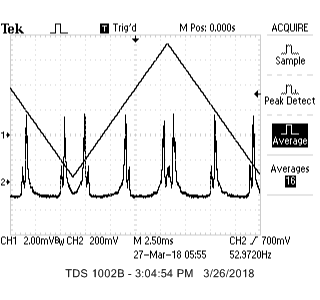 Tek T Trig'd M Pos: 0.000s ACQUIRE
Sample
Peak Detect
1 Average
Averages
2 16
CH1 2.00mVBw CH2 200mV M 2.50ms CH2 / 700mV
27-Mar-18 05:55 52.9720Hz
TDS 1002B - 3:04:54 PM 3/26/2018